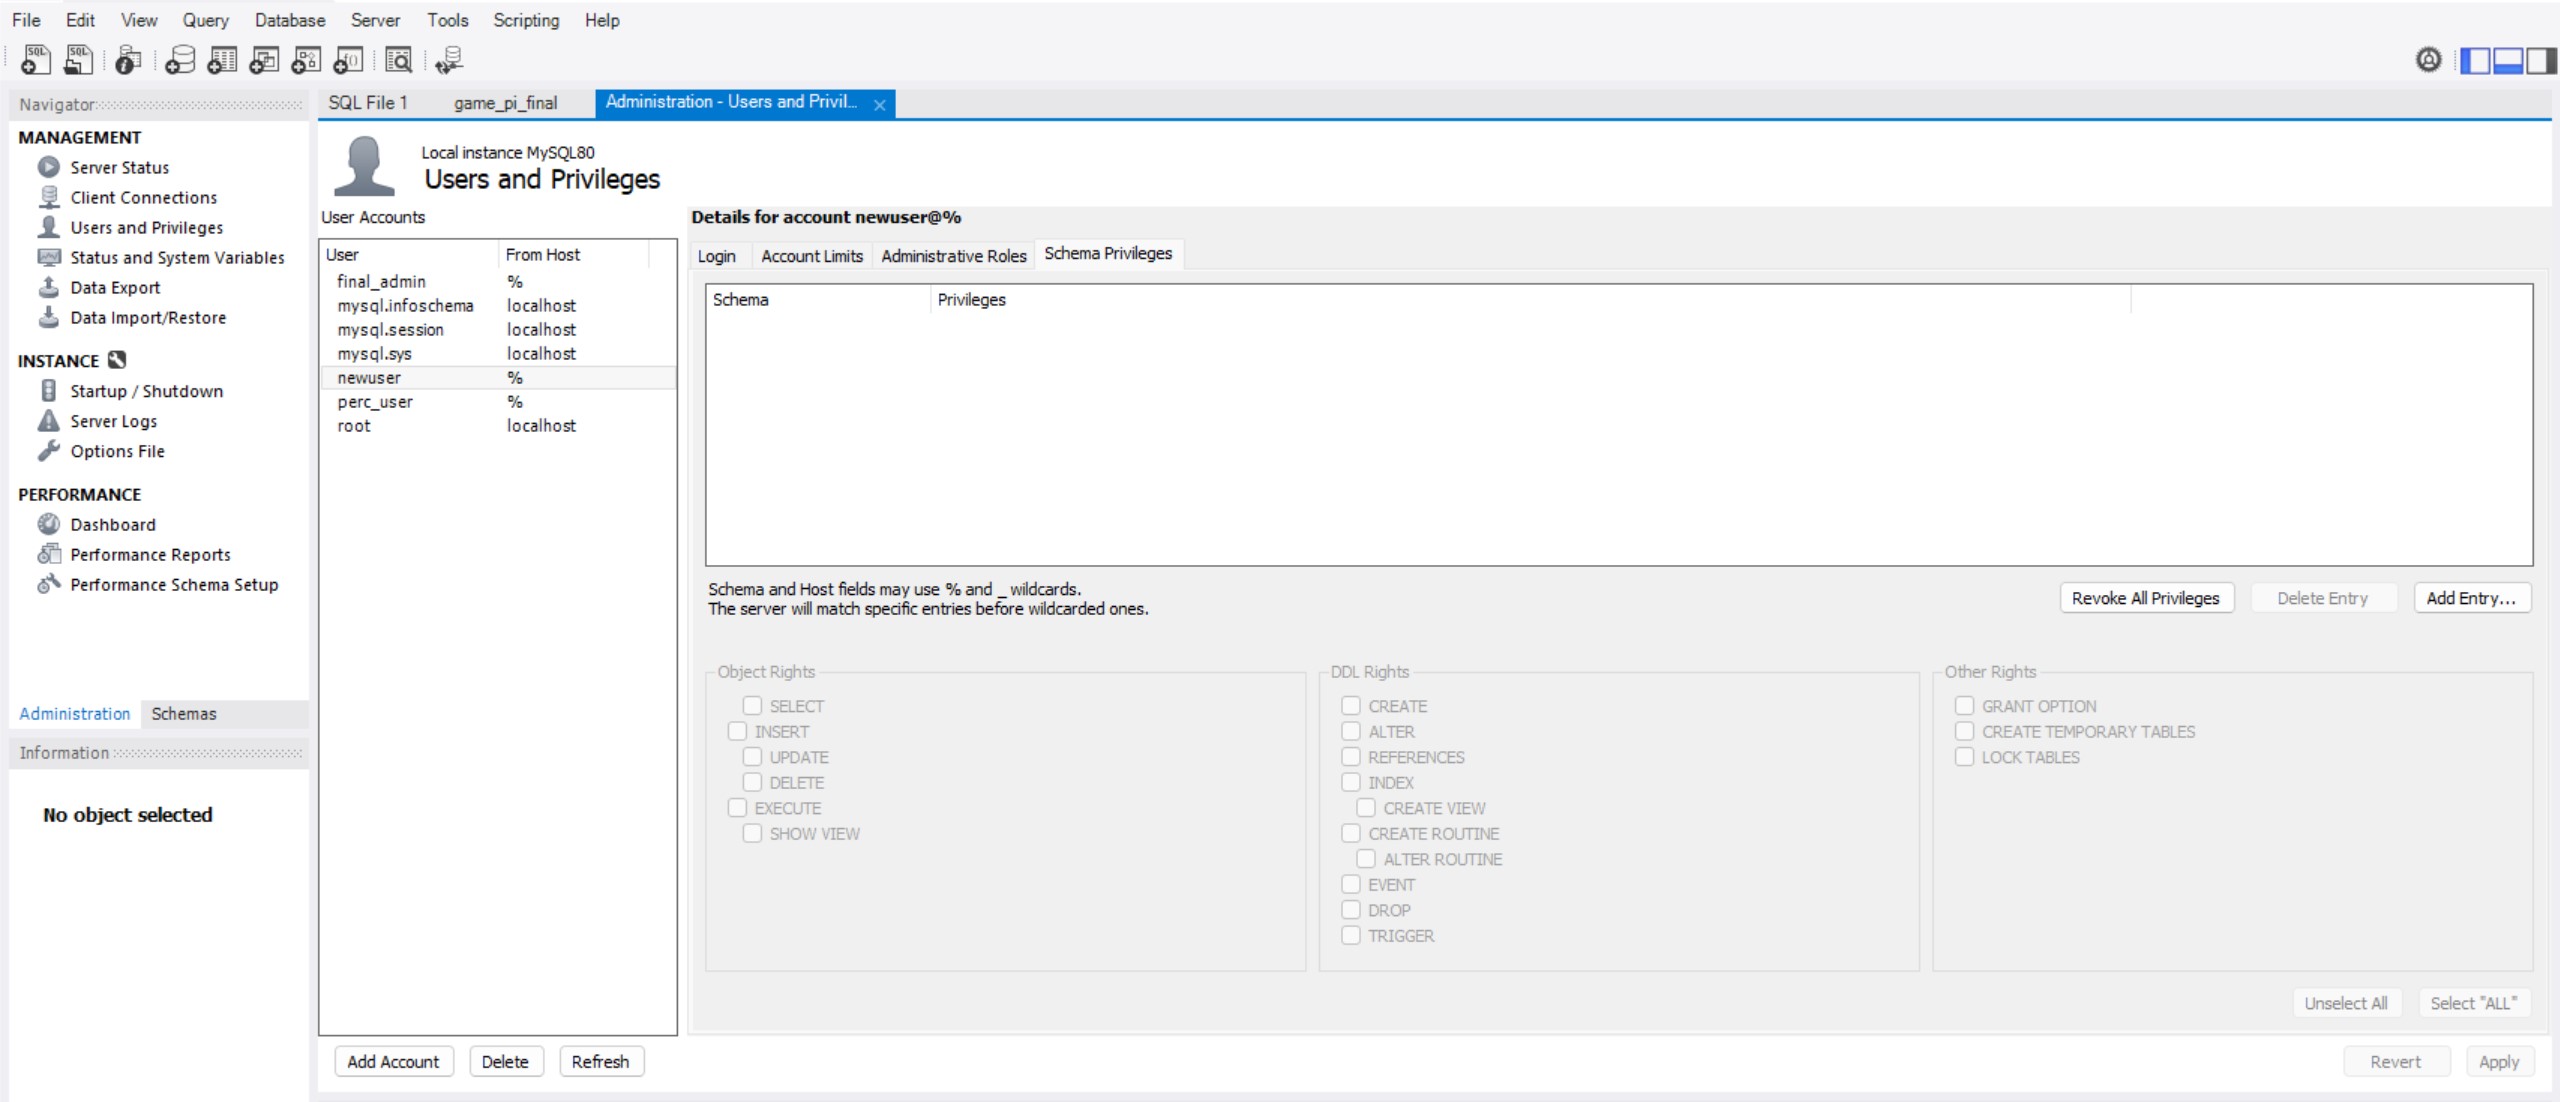 File Edit View Query Database Server Tools Scripting Help
SQL SQL
Navigator
MANAGEMENT
Server Status
Client Connections
Users and Privileges
Status and System Variables
Data Export
Data Import/Restore
INSTANCE
Startup / Shutdown
Server Logs
Options File
PERFORMANCE
Dashboard
Performance Reports
Performance Schema Setup
Administration Schemas
Information
No object selected
SQL File 1 game_pi_final Administration - Users and Privil...
Local instance MySQL80
Users and Privileges
User Accounts
User From Host
final_admin %
mysql.infoschema localhost
mysql.session localhost
mysql.sys localhost
newuser %
perc_user %
root localhost
Add Account Delete Refresh
Details for account newuser@%
Login Account Limits Administrative Roles Schema Privileges
Schema Privileges
Schema and Host fields may use % and _ wildcards.
The server will match specific entries before wildcarded ones.
Revoke All Privileges Delete Entry Add Entry...
Object Rights
SELECT
INSERT
UPDATE
DELETE
EXECUTE
SHOW VIEW
DDL Rights
CREATE
ALTER
REFERENCES
INDEX
CREATE VIEW
CREATE ROUTINE
ALTER ROUTINE
EVENT
DROP
TRIGGER
Other Rights
GRANT OPTION
CREATE TEMPORARY TABLES
LOCK TABLES
Unselect All Select "ALL"
Revert Apply